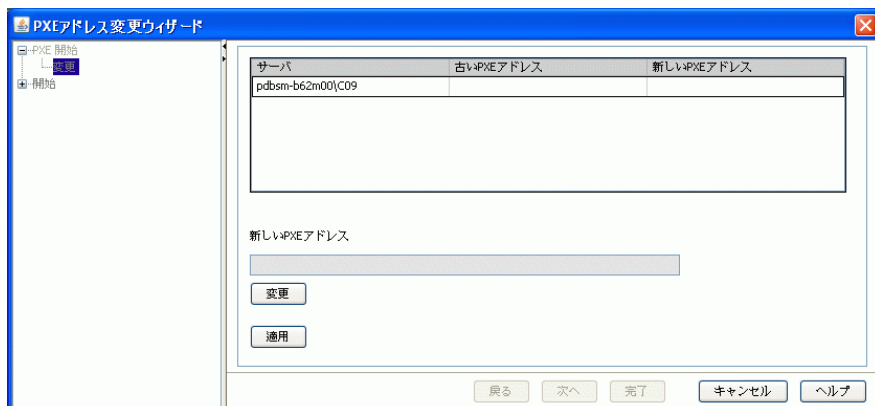 PXEアドレス変更ウィザード
PXE 開始
変更
開始
サーバ 古いPXEアドレス 新しいPXEアドレス
pdbsm-b62m00\C09
新しいPXEアドレス
変更
適用
戻る 次へ 完了 キャンセル ヘルプ